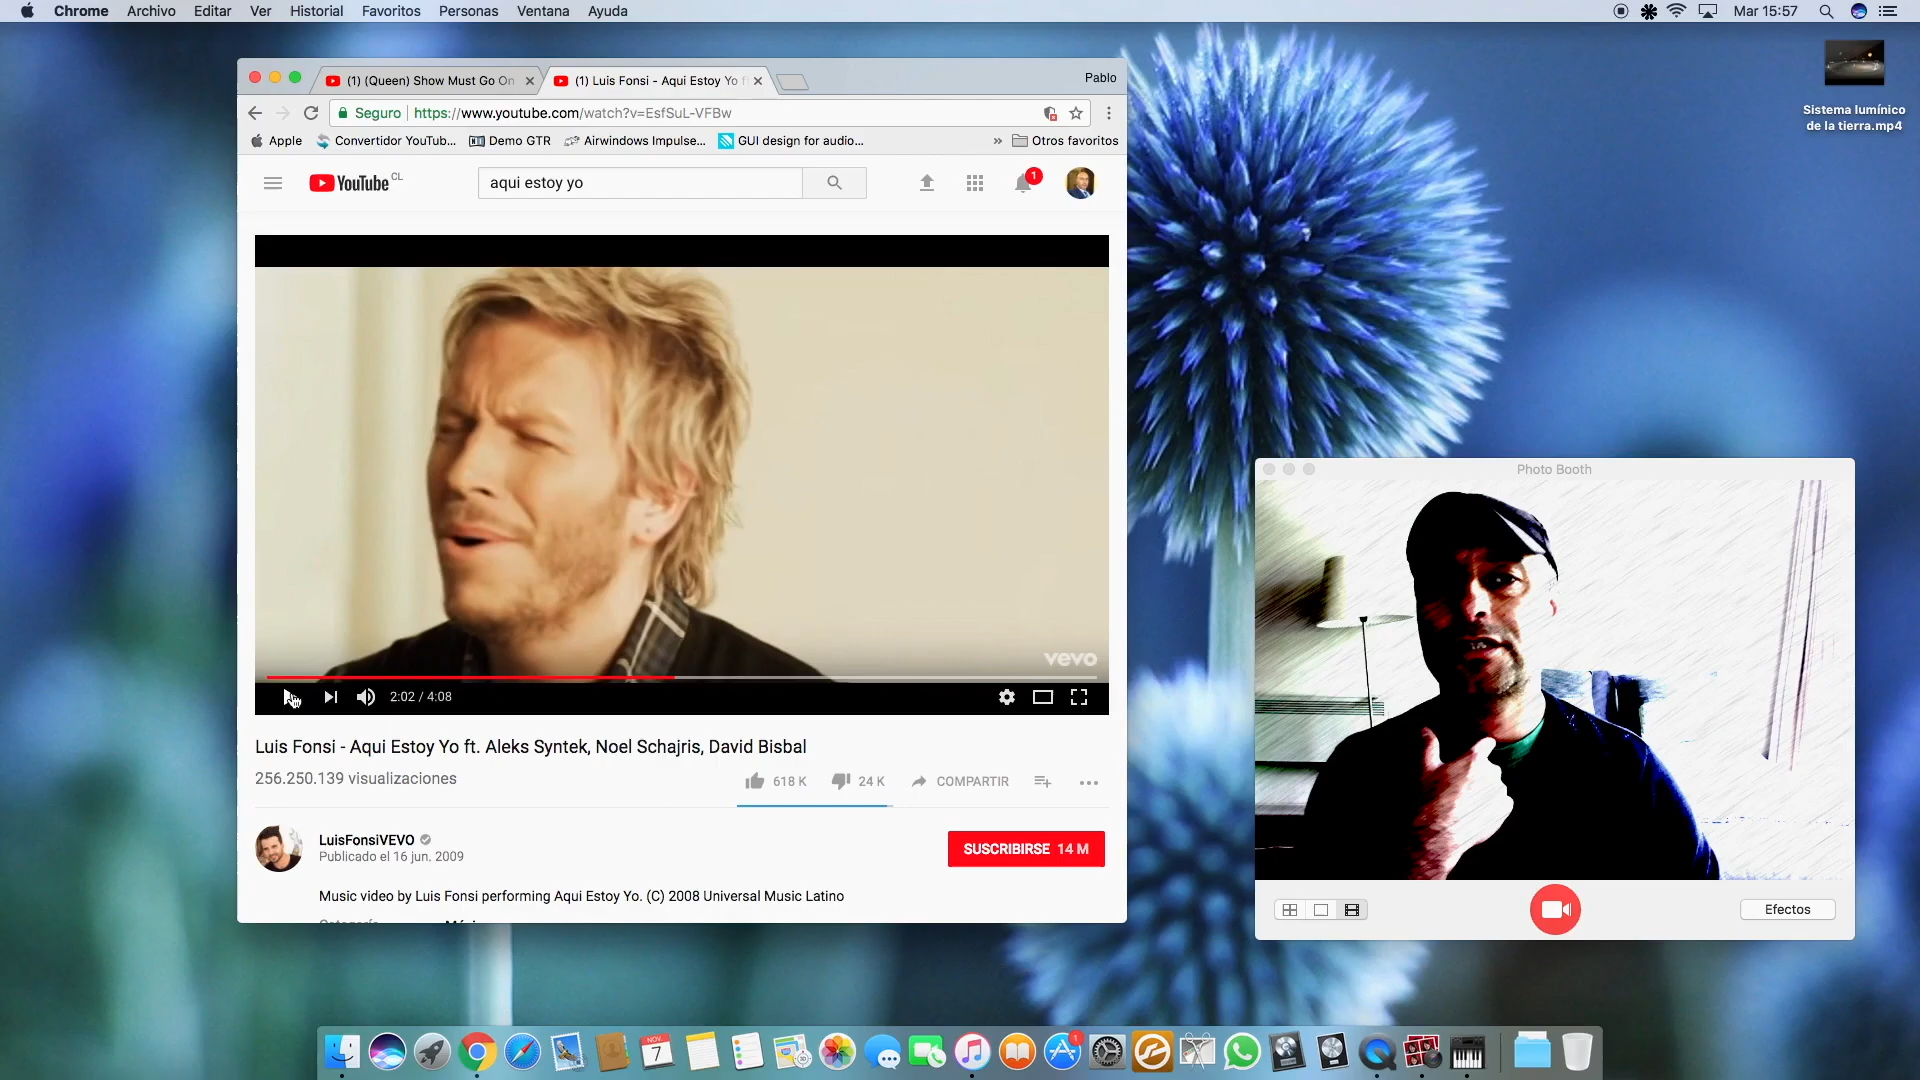 Chrome Archivo Editar Ver Historial Favoritos Personas Ventana Ayuda Mar 15:57
Sistema lumínico
de la tierra.mp4
(1) (Queen) Show Must Go On (1) Luis Fonsi - Aqui Estoy Yo f Pablo
Seguro https://www.youtube.com/watch?v=EsfSuL-VFBw
Apple Convertidor YouTub... Demo GTR Airwindows Impulse... GUI design for audio... » Otros favoritos
YouTube CL aqui estoy yo 1
vevo
2:02 / 4:08
Luis Fonsi - Aqui Estoy Yo ft. Aleks Syntek, Noel Schajris, David Bisbal
256.250.139 visualizaciones 618 K 24 K COMPARTIR
LuisFonsiVEVO
Publicado el 16 jun. 2009
SUSCRIBIRSE 14 M
Music video by Luis Fonsi performing Aqui Estoy Yo. (C) 2008 Universal Music Latino
Photo Booth
Efectos
NOV.
7
1